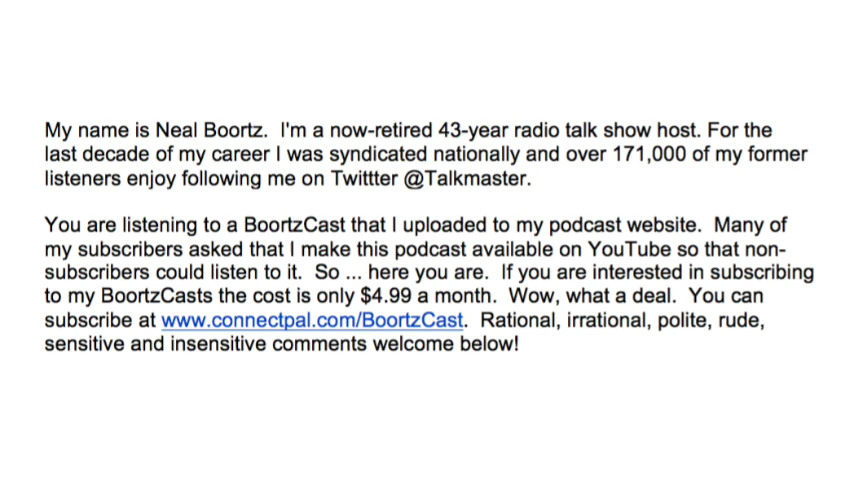 My name is Neal Boortz.  I'm a now-retired 43-year radio talk show host. For the
last decade of my career I was syndicated nationally and over 171,000 of my former
listeners enjoy following me on Twittter @Talkmaster.
You are listening to a BoortzCast that I uploaded to my podcast website.  Many of
my subscribers asked that I make this podcast available on YouTube so that non-
subscribers could listen to it.  So ... here you are.  If you are interested in subscribing
to my BoortzCasts the cost is only $4.99 a month.  Wow, what a deal.  You can
subscribe at www.connectpal.com/BoortzCast.  Rational, irrational, polite, rude,
sensitive and insensitive comments welcome below!